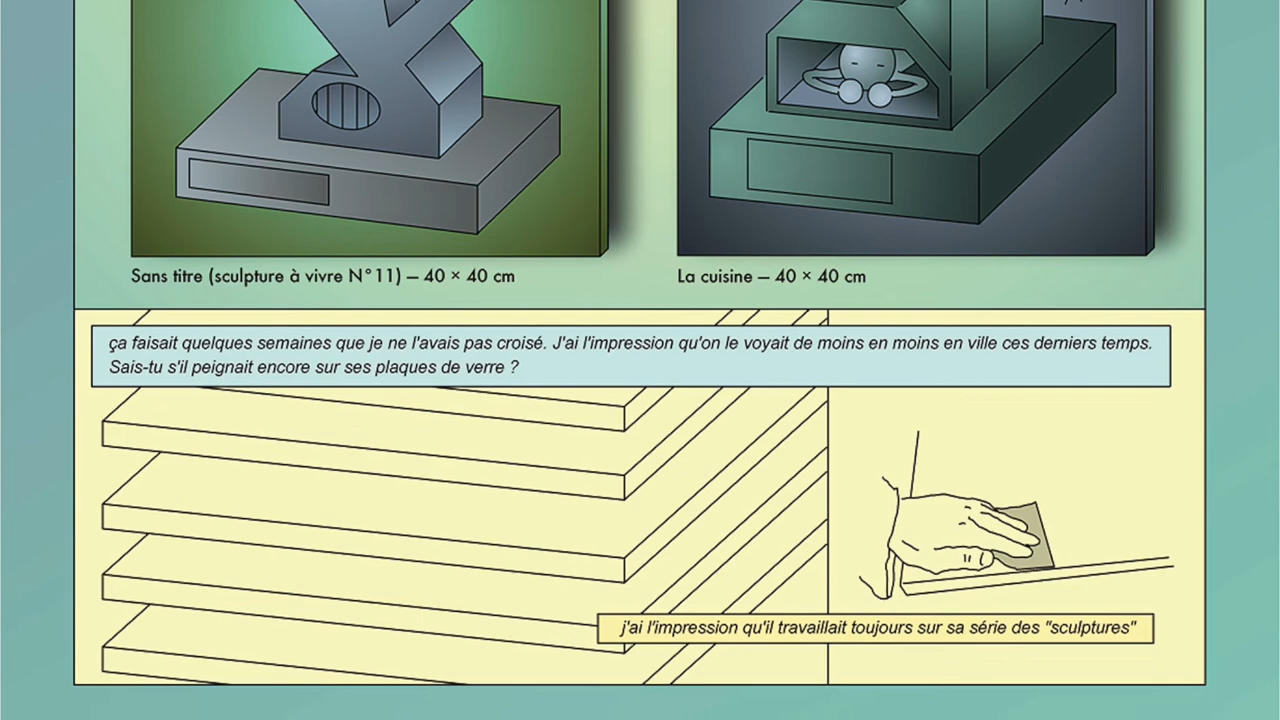 Sans titre (sculpture à vivre N°11) – 40 × 40 cm
La cuisine – 40 × 40 cm
ça faisait quelques semaines que je ne l'avais pas croisé. J'ai l'impression qu'on le voyait de moins en moins en ville ces derniers temps.
Sais-tu s'il peignait encore sur ses plaques de verre ?
j'ai l'impression qu'il travaillait toujours sur sa série des "sculptures"